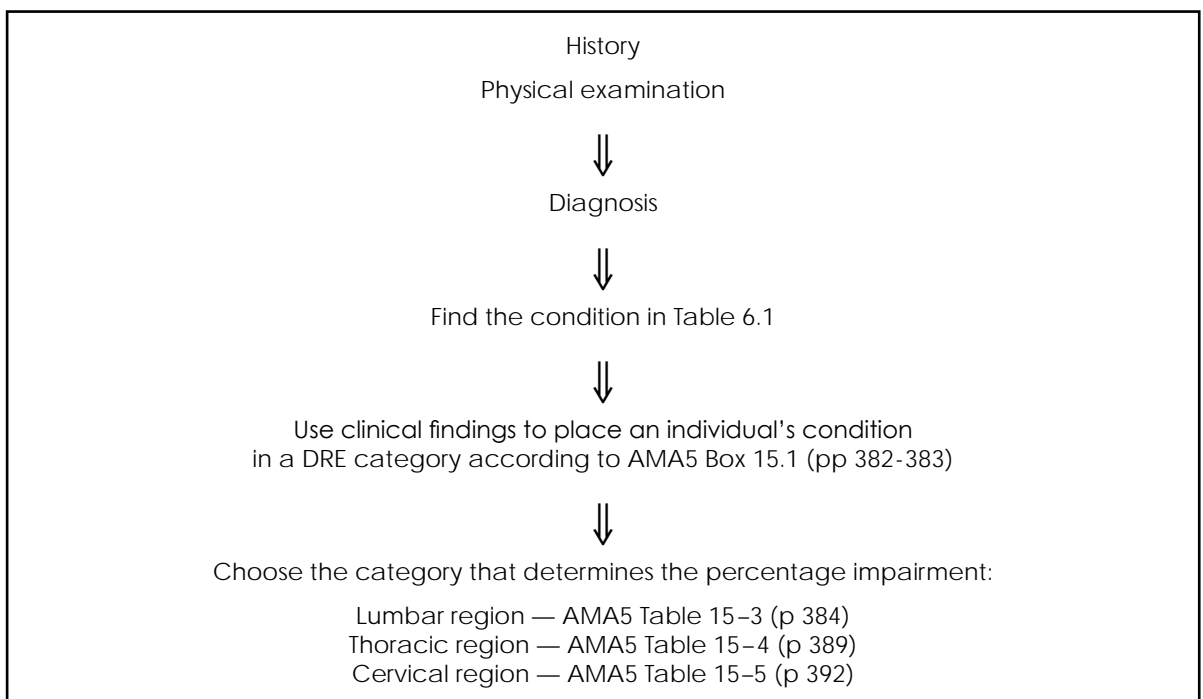 History
Physical examination
⇓
Diagnosis
⇓
Find the condition in Table 6.1
⇓
Use clinical findings to place an individual’s condition
in a DRE category according to AMA5 Box 15.1 (pp 382-383)
⇓
Choose the category that determines the percentage impairment:
Lumbar region — AMA5 Table 15–3 (p 384)
Thoracic region — AMA5 Table 15–4 (p 389)
Cervical region — AMA5 Table 15–5 (p 392)